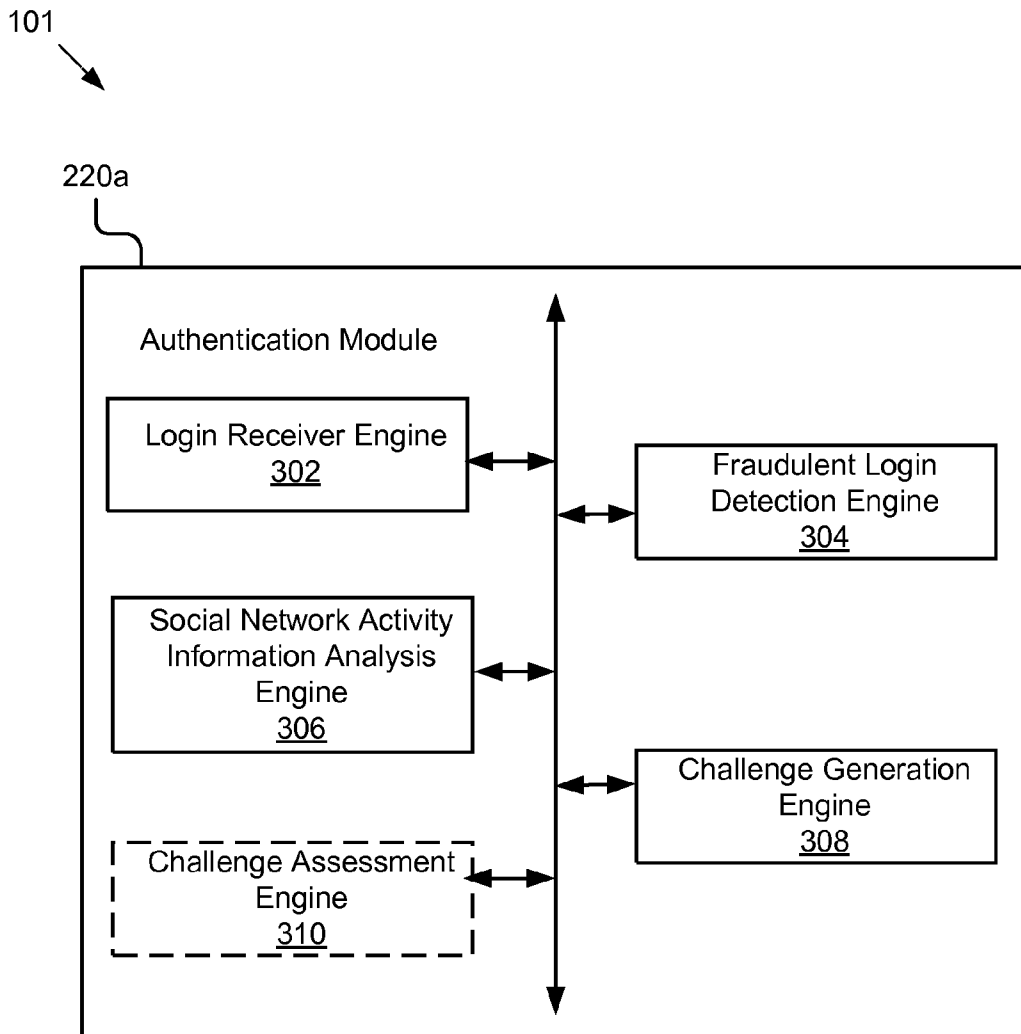 101
220a
Authentication Module
Login Receiver Engine
302
Fraudulent Login
Detection Engine
304
Social Network Activity
Information Analysis
Engine
306
Challenge Generation
Engine
308
Challenge Assessment
Engine
310